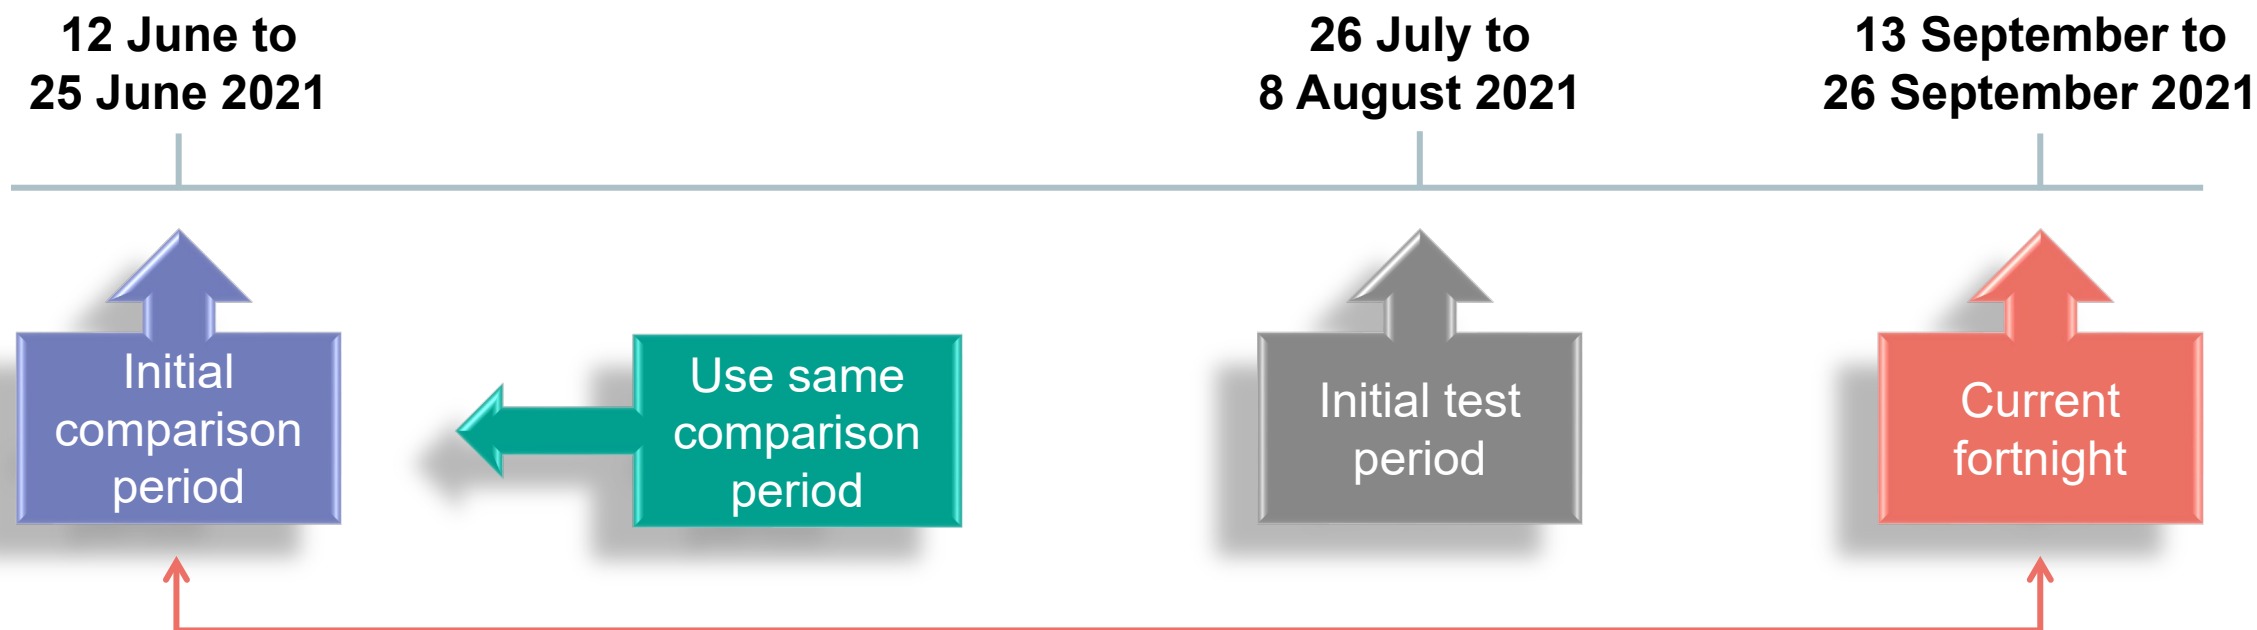 12 June to
25 June 2021
26 July to
8 August 2021
13 September to
26 September 2021
Initial
comparison
period
Use same
comparison
period
Initial test
period
Current
fortnight